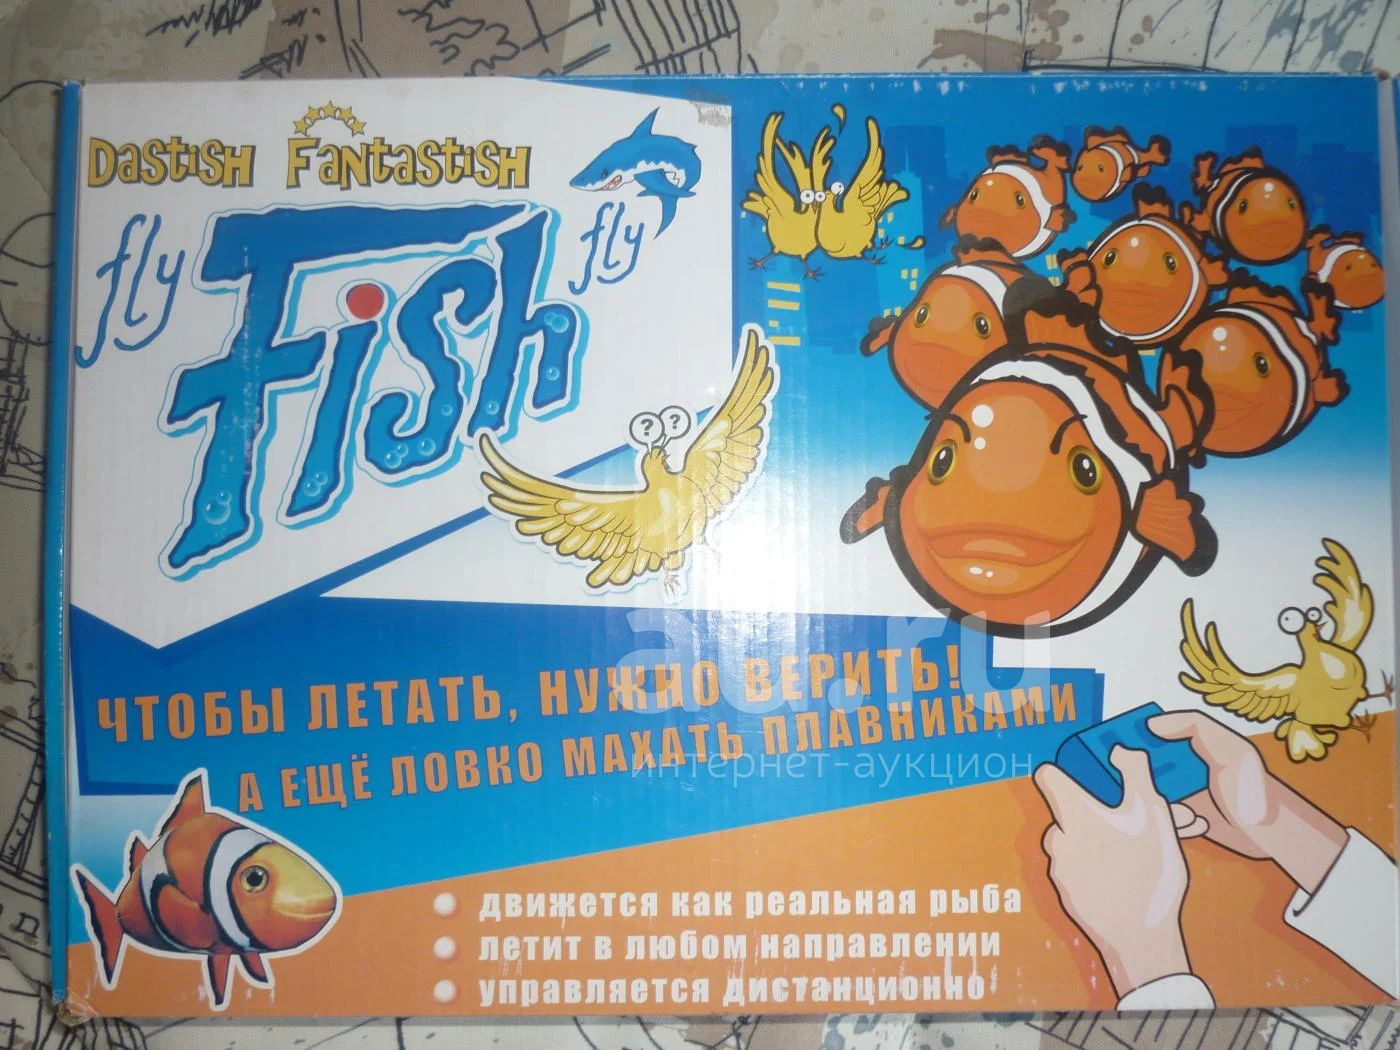 Dastish Fantastish
fly Fish fly
? ?
ЧТОБЫ ЛЕТАТЬ, НУЖНО ВЕРИТЬ!
А ЕЩЁ ЛОВКО МАХАТЬ ПЛАВНИКАМИ
ДВИЖЕТСЯ КАК РЕАЛЬНАЯ РЫБА
ЛЕТИТ В ЛЮБОМ НАПРАВЛЕНИИ
УПРАВЛЯЕТСЯ ДИСТАНЦИОННО
au.ru
интернет-аукцион